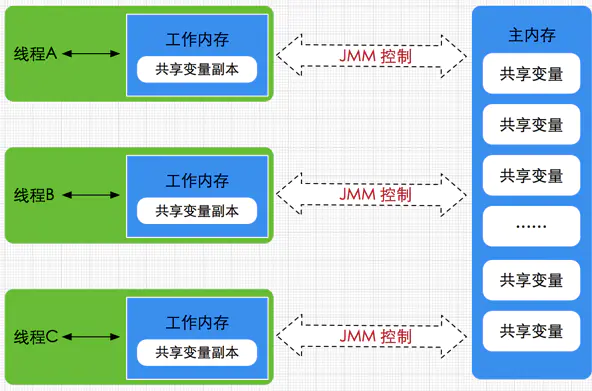 线程A
工作内存
共享变量副本
JMM 控制
线程B
工作内存
共享变量副本
JMM 控制
线程C
工作内存
共享变量副本
JMM 控制
主内存
共享变量
共享变量
共享变量
······
共享变量
共享变量